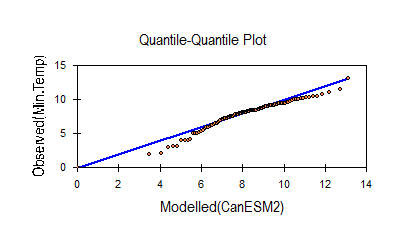 Quantile-Quantile Plot
Observed(Min.Temp)
15
10
5
0
0 2 4 6 8 10 12 14
Modelled(CanESM2)